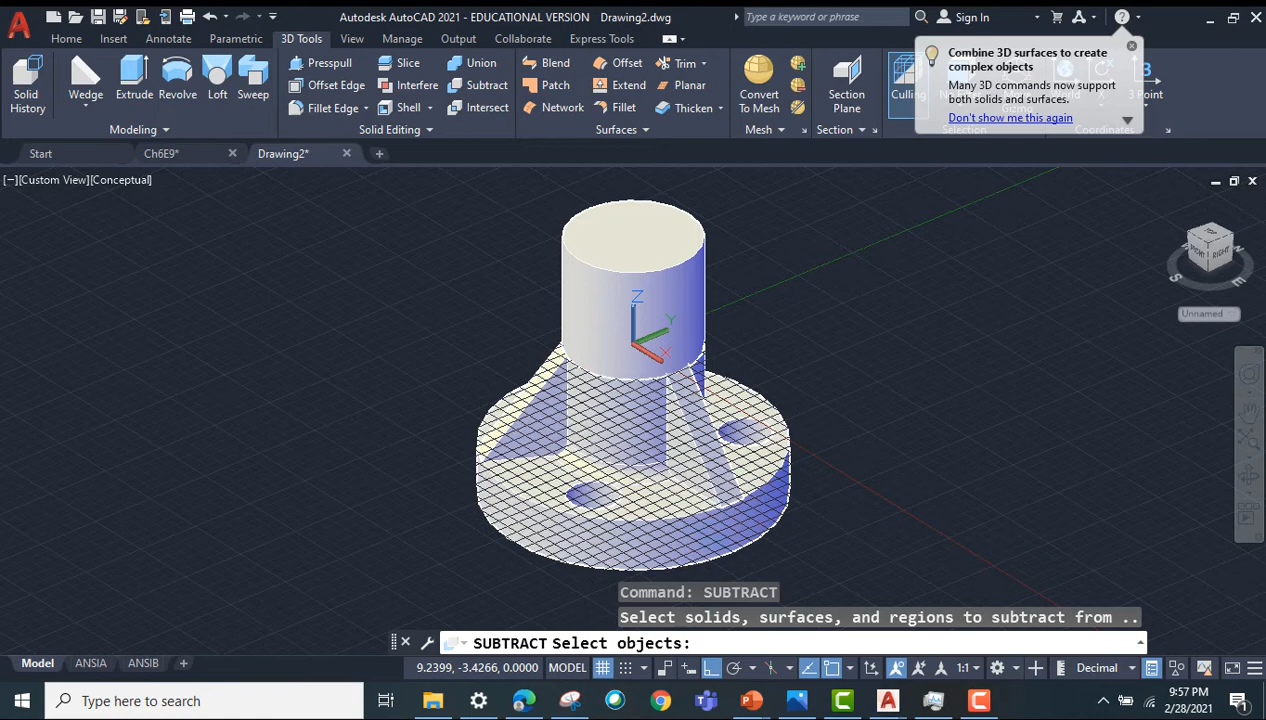 Autodesk AutoCAD 2021 - EDUCATIONAL VERSION Drawing2.dwg
Type a keyword or phrase
Sign In
Home Insert Annotate Parametric 3D Tools View Manage Output Collaborate Express Tools
Solid History
Wedge
Extrude
Revolve
Loft
Sweep
Modeling
Presspull
Offset Edge
Fillet Edge
Slice
Interfere
Shell
Solid Editing
Union
Subtract
Intersect
Blend
Patch
Network
Offset
Extend
Fillet
Trim
Planar
Thicken
Surfaces
Convert To Mesh
Mesh
Section Plane
Section
Culling
Combine 3D surfaces to create complex objects
Many 3D commands now support both solids and surfaces.
Don't show me this again
3 Point
Selection
Coordinates
Start
Ch6E9*
Drawing2*
[−][Custom View][Conceptual]
Z
Y
X
RIGHT
S
E
Unnamed
Command: SUBTRACT
Select solids, surfaces, and regions to subtract from ..
SUBTRACT Select objects:
Model ANSIA ANSIB
9.2399, -3.4266, 0.0000 MODEL
1:1
Decimal
Type here to search
9:57 PM
2/28/2021
1